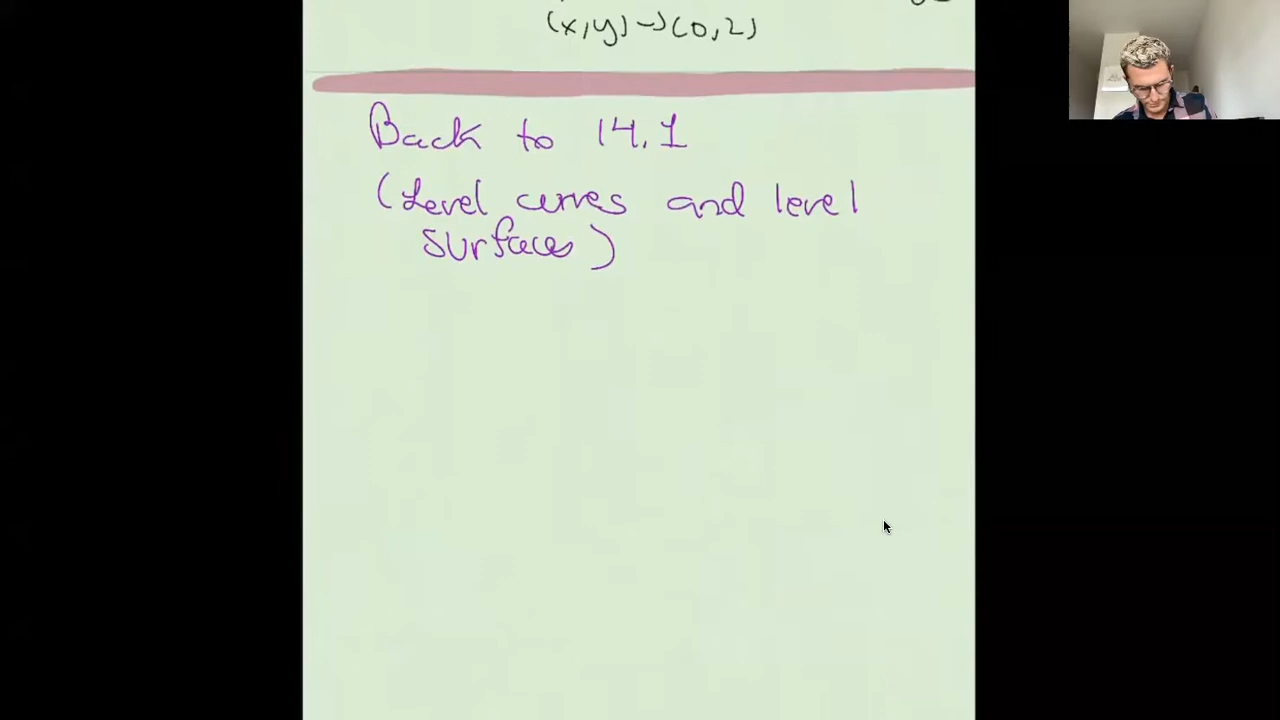 (x,y)→(0,2)
Back to 14.1
(Level curves and level
surfaces)